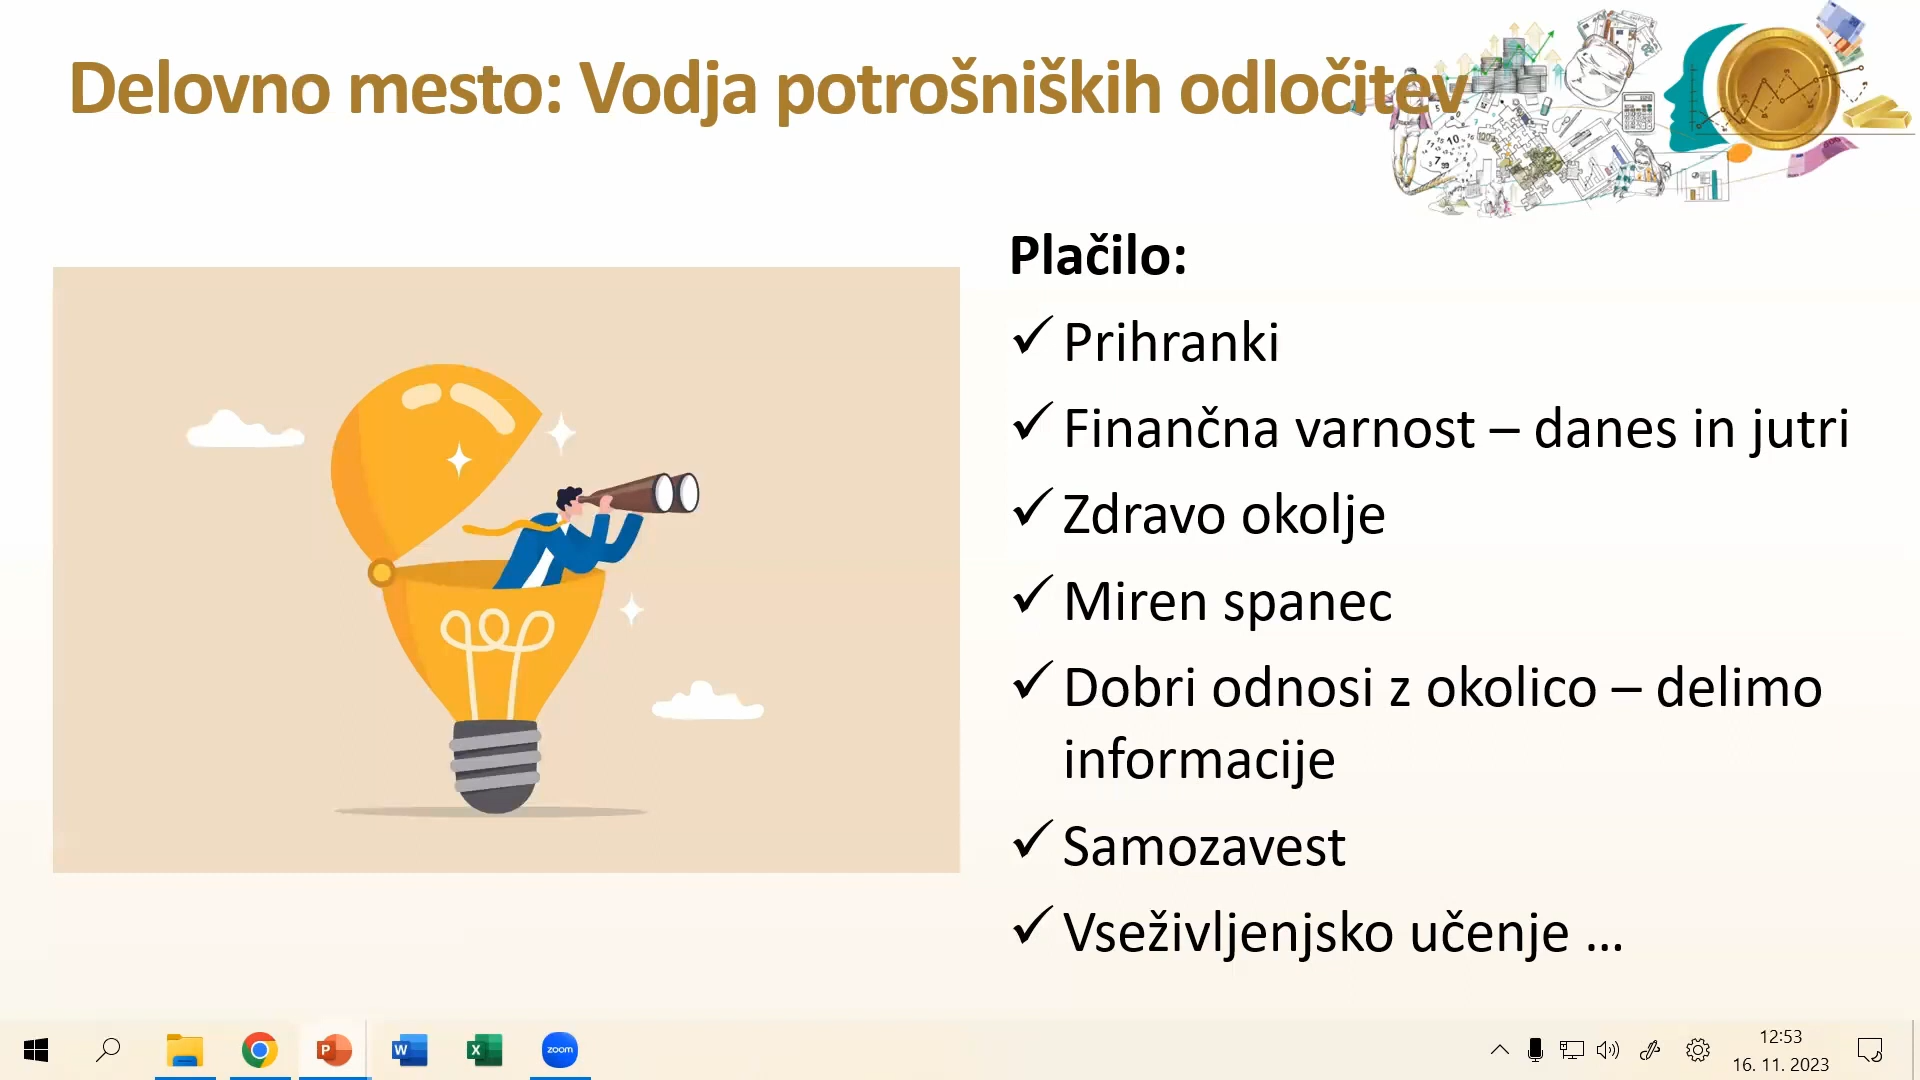 Delovno mesto: Vodja potrošniških odločitev
Plačilo:
Prihranki
Finančna varnost – danes in jutri
Zdravo okolje
Miren spanec
Dobri odnosi z okolico – delimo
informacije
Samozavest
Vseživljenjsko učenje ...
P
W
X
zoom
12:53
16. 11. 2023